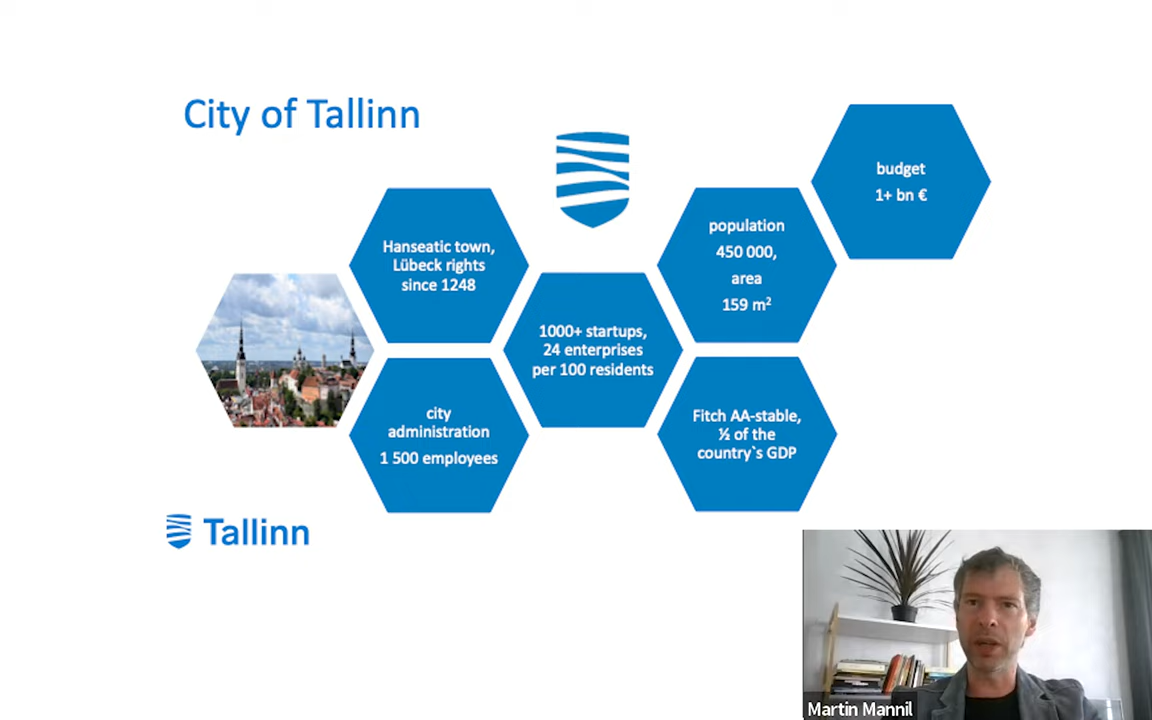 City of Tallinn
budget
1+ bn €
Hanseatic town,
Lübeck rights
since 1248
population
450 000,
area
159 m²
1000+ startups,
24 enterprises
per 100 residents
city
administration
1 500 employees
Fitch AA-stable,
½ of the
country`s GDP
Tallinn
Martin Mannil